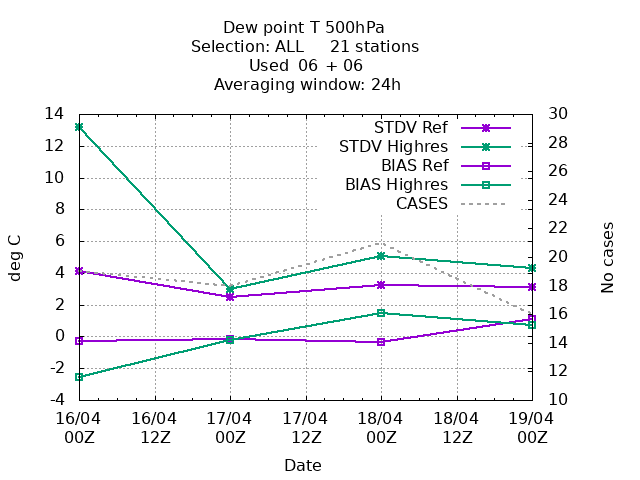 Dew point T 500hPa
Selection: ALL 21 stations
Used 06 + 06
Averaging window: 24h
14
12
10
8
6
4
2
0
-2
-4
deg C
30
28
26
24
22
20
18
16
14
12
10
No cases
STDV Ref
STDV Highres
BIAS Ref
BIAS Highres
CASES
16/04 16/04 17/04 17/04 18/04 18/04 19/04
00Z 12Z 00Z 12Z 00Z 12Z 00Z
Date